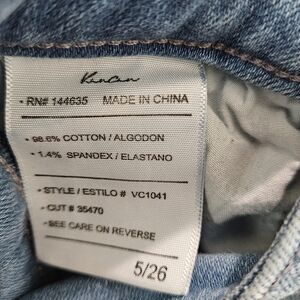 KanCan
• RN# 144635 MADE IN CHINA
• 98.6% COTTON / ALGODON
• 1.4% SPANDEX / ELASTANO
• STYLE / ESTILO # VC1041
• CUT # 35470
• SEE CARE ON REVERSE
5/26